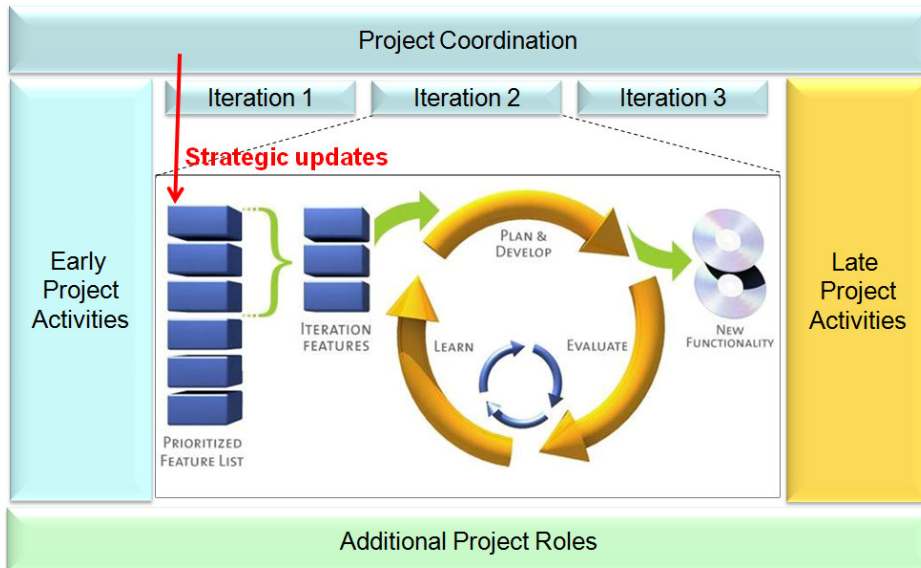 Project Coordination
Iteration 1
Iteration 2
Iteration 3
Strategic updates
Early
Project
Activities
PLAN &
DEVELOP
Late
Project
Activities
ITERATION
FEATURES
LEARN
EVALUATE
NEW
FUNCTIONALITY
PRIORITIZED
FEATURE LIST
Additional Project Roles